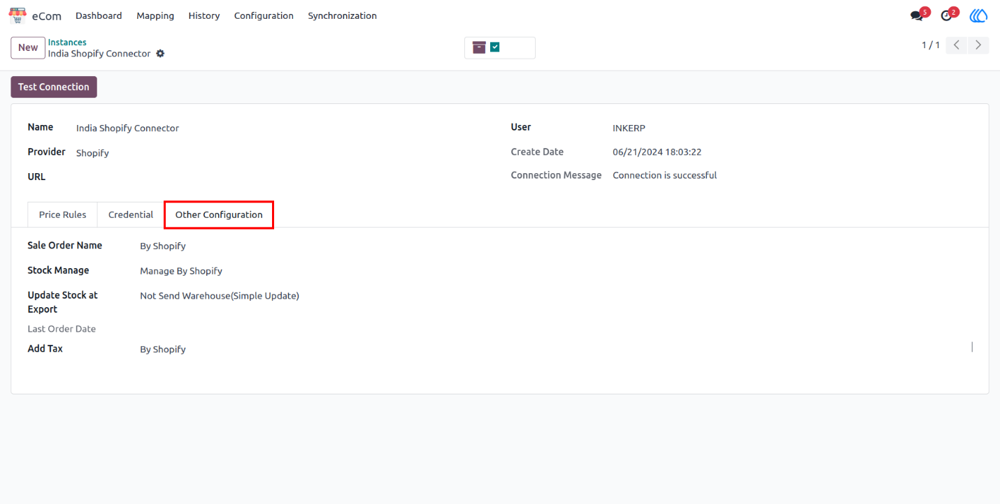 eCom Dashboard Mapping History Configuration Synchronization 5 2
New Instances
India Shopify Connector
1 / 1
Test Connection
Name India Shopify Connector
User INKERP
Provider Shopify
Create Date 06/21/2024 18:03:22
URL
Connection Message Connection is successful
Price Rules Credential Other Configuration
Sale Order Name By Shopify
Stock Manage Manage By Shopify
Update Stock at Not Send Warehouse(Simple Update)
Export
Last Order Date
Add Tax By Shopify